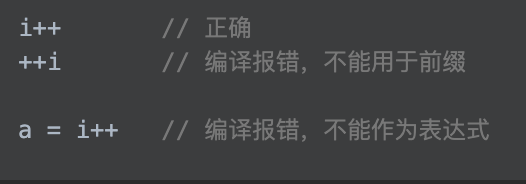 i++ // 正确
++i // 编译报错，不能用于前缀
a = i++ // 编译报错，不能作为表达式